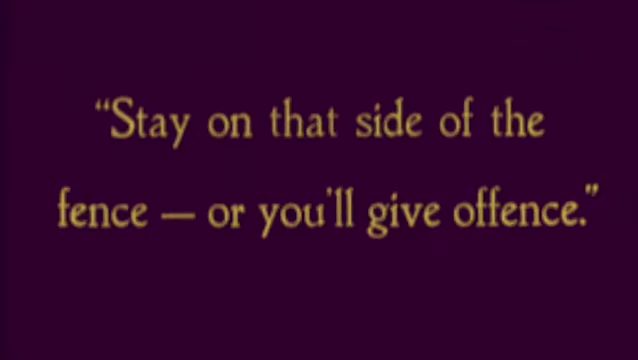 “Stay on that side of the
fence — or you'll give offence.”